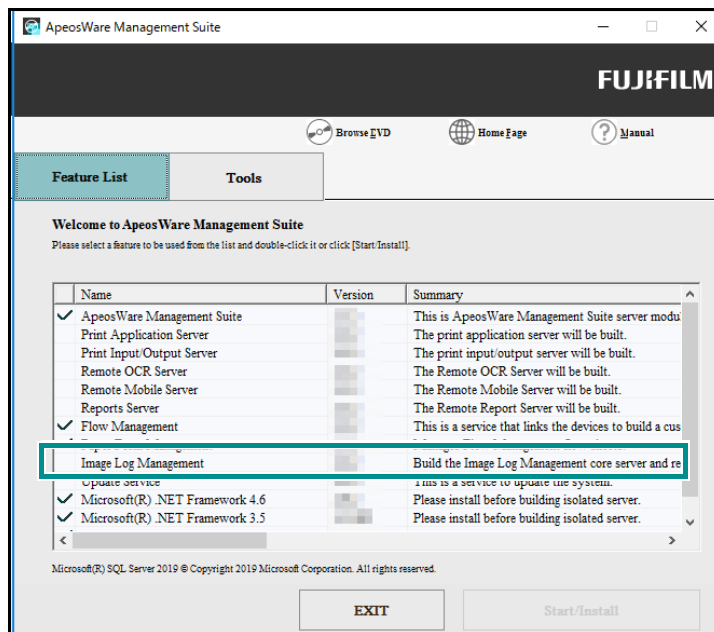 ApeosWare Management Suite
FUJIFILM
Browse DVD Home Page Manual
Feature List Tools
Welcome to ApeosWare Management Suite
Please select a feature to be used from the list and double-click it or click [Start/Install].
Name Version Summary
ApeosWare Management Suite This is ApeosWare Management Suite server modu
Print Application Server The print application server will be built.
Print Input/Output Server The print input/output server will be built.
Remote OCR Server The Remote OCR Server will be built.
Remote Mobile Server The Remote Mobile Server will be built.
Reports Server The Remote Report Server will be built.
Flow Management This is a service that links the devices to build a cus
Image Log Management Build the Image Log Management core server and re
Update Service This is a service to update the system.
Microsoft(R) .NET Framework 4.6 Please install before building isolated server.
Microsoft(R) .NET Framework 3.5 Please install before building isolated server.
Microsoft(R) SQL Server 2019 © Copyright 2019 Microsoft Corporation. All rights reserved.
EXIT Start/Install